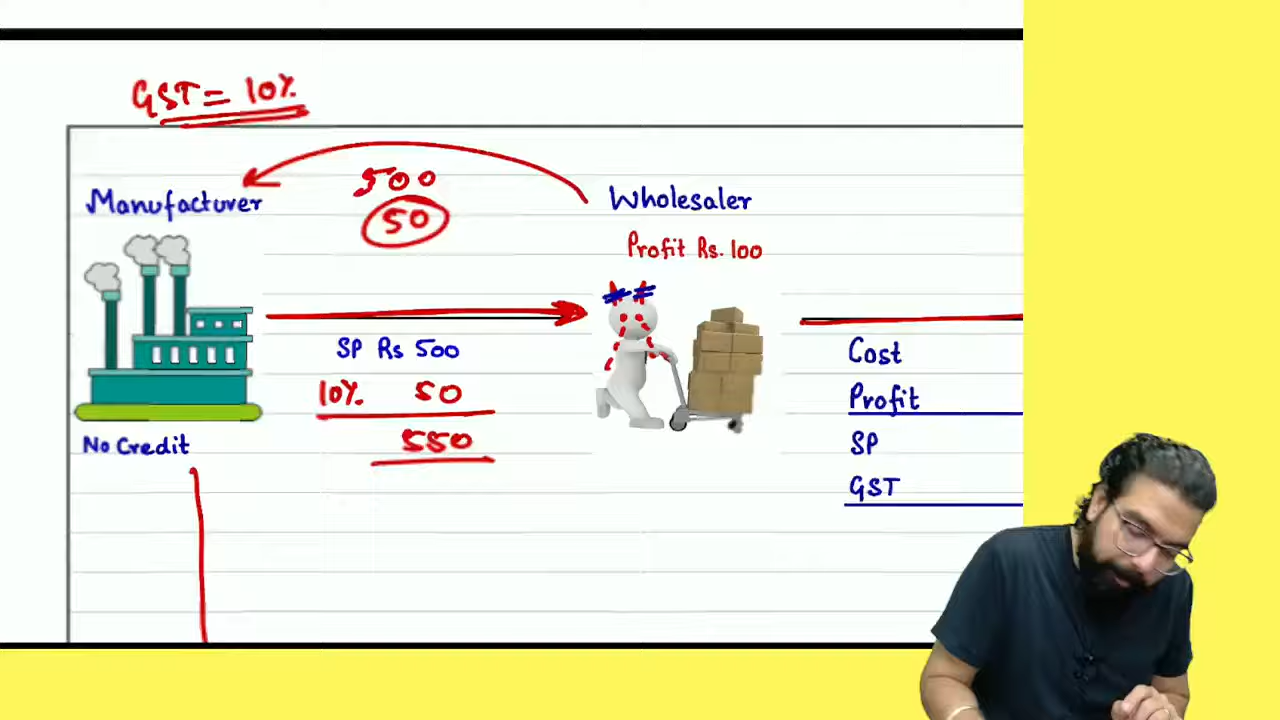 GST = 10%
500
50
Manufacturer
Wholesaler
Profit Rs. 100
SP Rs 500
10% 50
550
No Credit
Cost
Profit
SP
GST